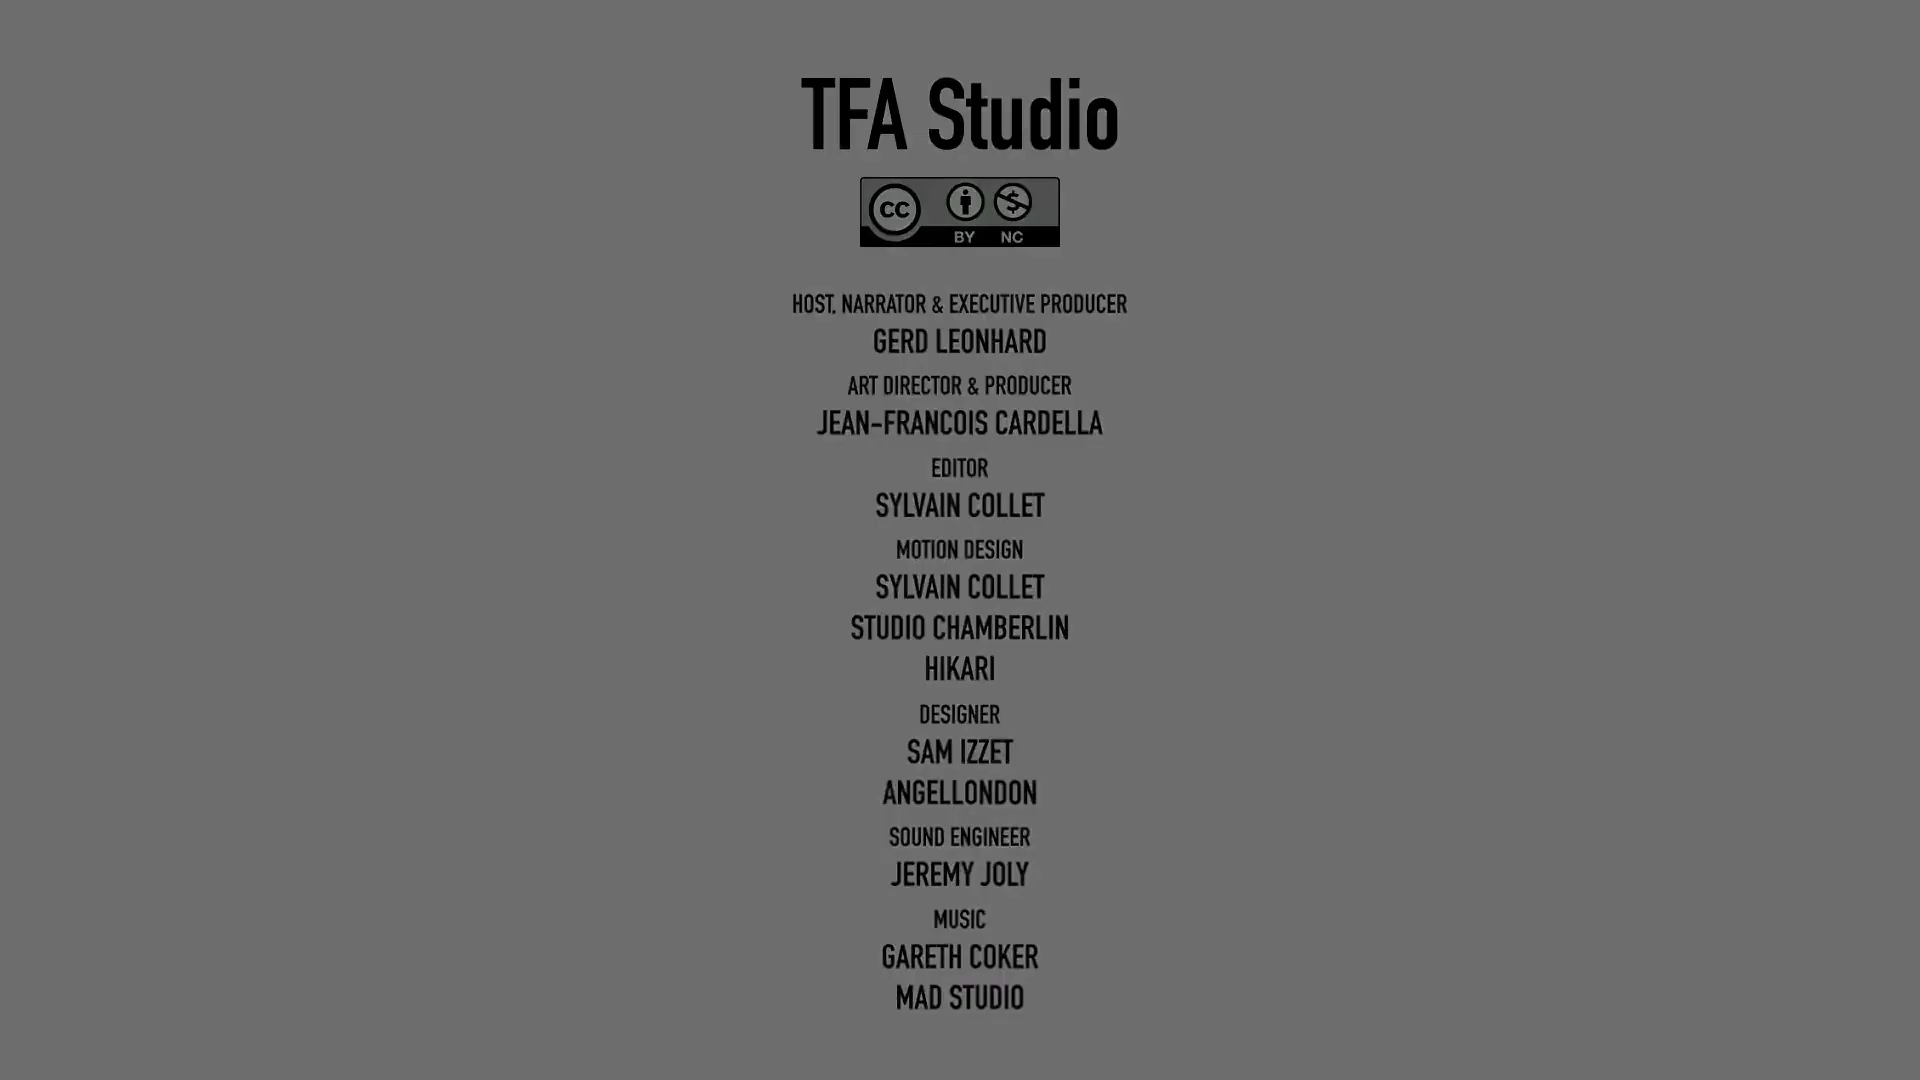 TFA Studio
CC BY NC
HOST, NARRATOR & EXECUTIVE PRODUCER
GERD LEONHARD
ART DIRECTOR & PRODUCER
JEAN-FRANCOIS CARDELLA
EDITOR
SYLVAIN COLLET
MOTION DESIGN
SYLVAIN COLLET
STUDIO CHAMBERLIN
HIKARI
DESIGNER
SAM IZZET
ANGELLONDON
SOUND ENGINEER
JEREMY JOLY
MUSIC
GARETH COKER
MAD STUDIO